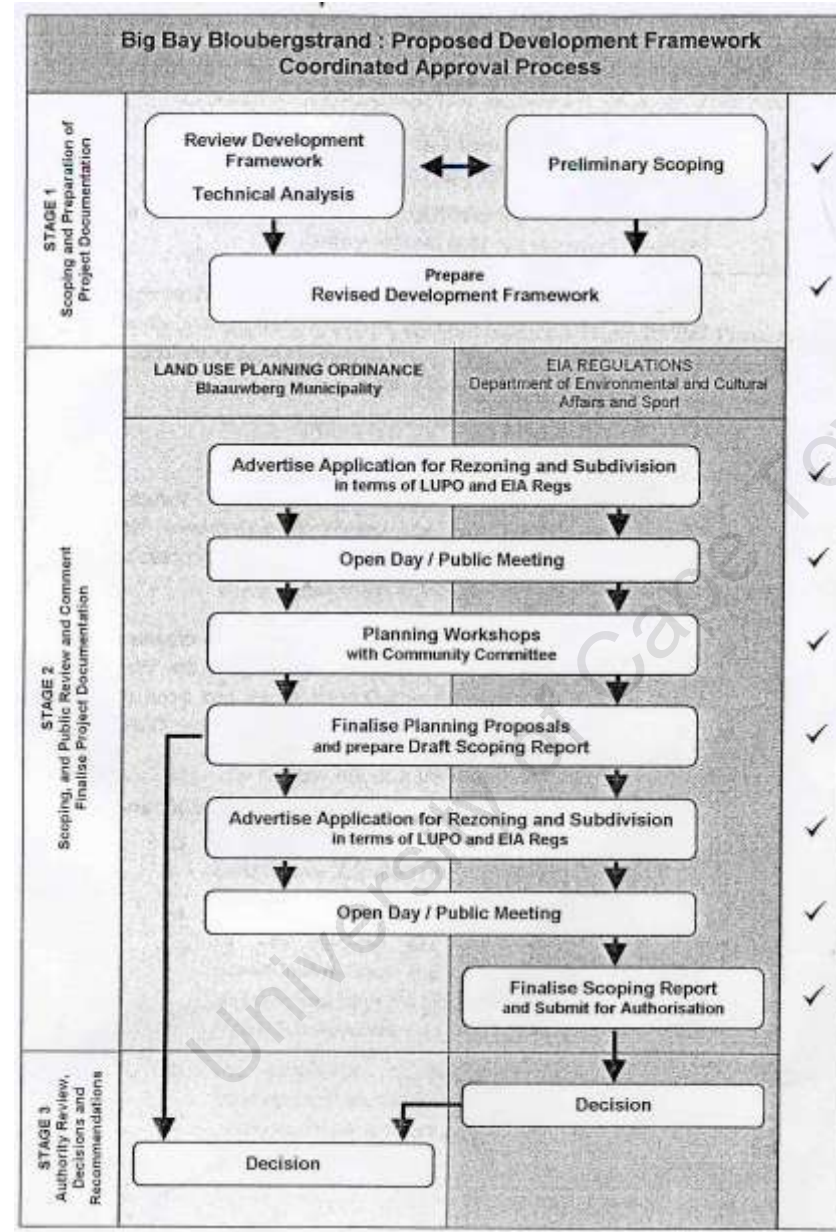 Big Bay Bloubergstrand : Proposed Development Framework
Coordinated Approval Process
STAGE 1
Scoping and Preparation of
Project Documentation
Review Development
Framework
Technical Analysis
Preliminary Scoping
✓
Prepare
Revised Development Framework
✓
STAGE 2
Scoping, and Public Review and Comment
Finalise Project Documentation
LAND USE PLANNING ORDINANCE
Blaauwberg Municipality
EIA REGULATIONS
Department of Environmental and Cultural
Affairs and Sport
Advertise Application for Rezoning and Subdivision
in terms of LUPO and EIA Regs
✓
Open Day / Public Meeting
✓
Planning Workshops
with Community Committee
✓
Finalise Planning Proposals
and prepare Draft Scoping Report
✓
Advertise Application for Rezoning and Subdivision
in terms of LUPO and EIA Regs
✓
Open Day / Public Meeting
✓
Finalise Scoping Report
and Submit for Authorisation
✓
STAGE 3
Authority Review,
Decisions and
Recommendations
Decision
Decision
University of Cape Tow